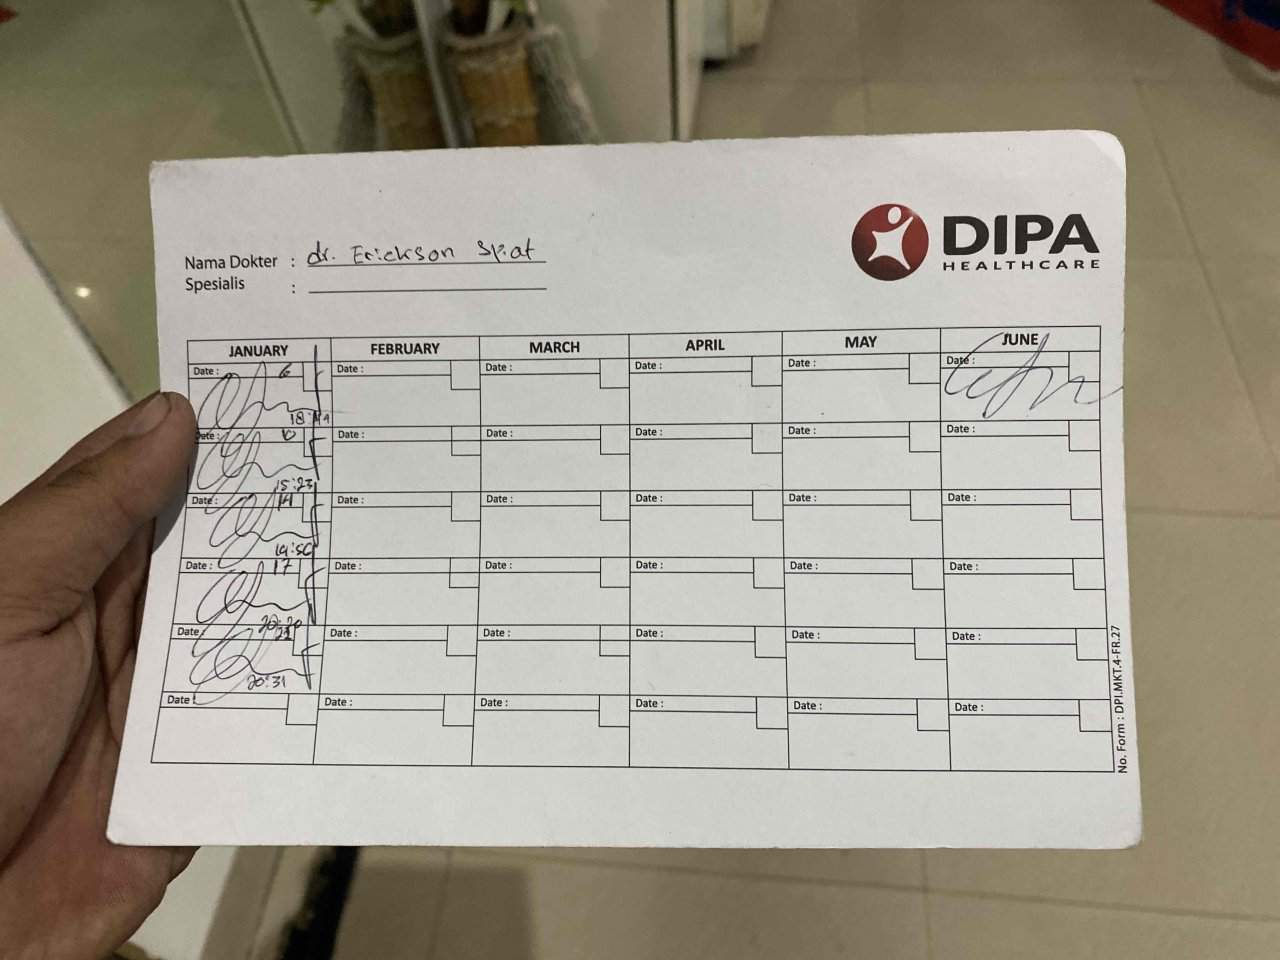 DIPA
HEALTHCARE
Nama Dokter : dr. Erickson Sp.at
Spesialis :
JANUARY FEBRUARY MARCH APRIL MAY JUNE
Date : 6 Date : Date : Date : Date : Date :
18:
Date : 10 Date : Date : Date : Date : Date :
15:23
Date : 14 Date : Date : Date : Date : Date :
19:50
Date : 17 Date : Date : Date : Date : Date :
20:20
Date : 22 Date : Date : Date : Date : Date :
20:31
Date : Date : Date : Date : Date : Date :
No. Form : DPI.MKT.4-FR.27